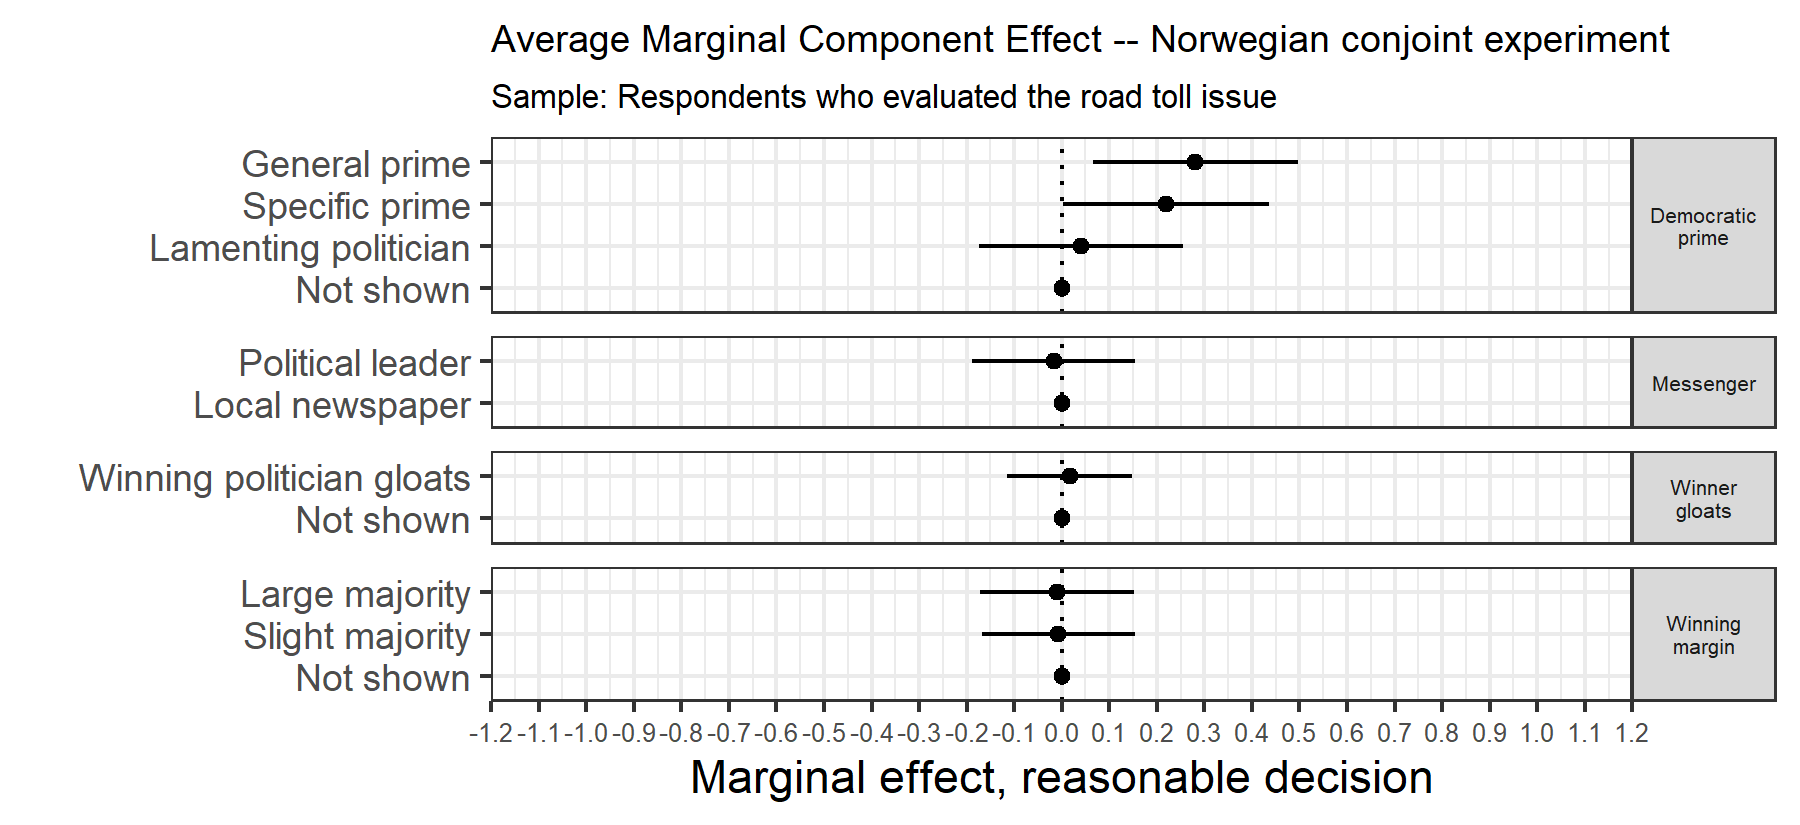 Average Marginal Component Effect -- Norwegian conjoint experiment
Sample: Respondents who evaluated the road toll issue
General prime
Specific prime
Lamenting politician
Not shown
Democratic
prime
Political leader
Local newspaper
Messenger
Winning politician gloats
Not shown
Winner
gloats
Large majority
Slight majority
Not shown
Winning
margin
-1.2 -1.1 -1.0 -0.9 -0.8 -0.7 -0.6 -0.5 -0.4 -0.3 -0.2 -0.1 0.0 0.1 0.2 0.3 0.4 0.5 0.6 0.7 0.8 0.9 1.0 1.1 1.2
Marginal effect, reasonable decision